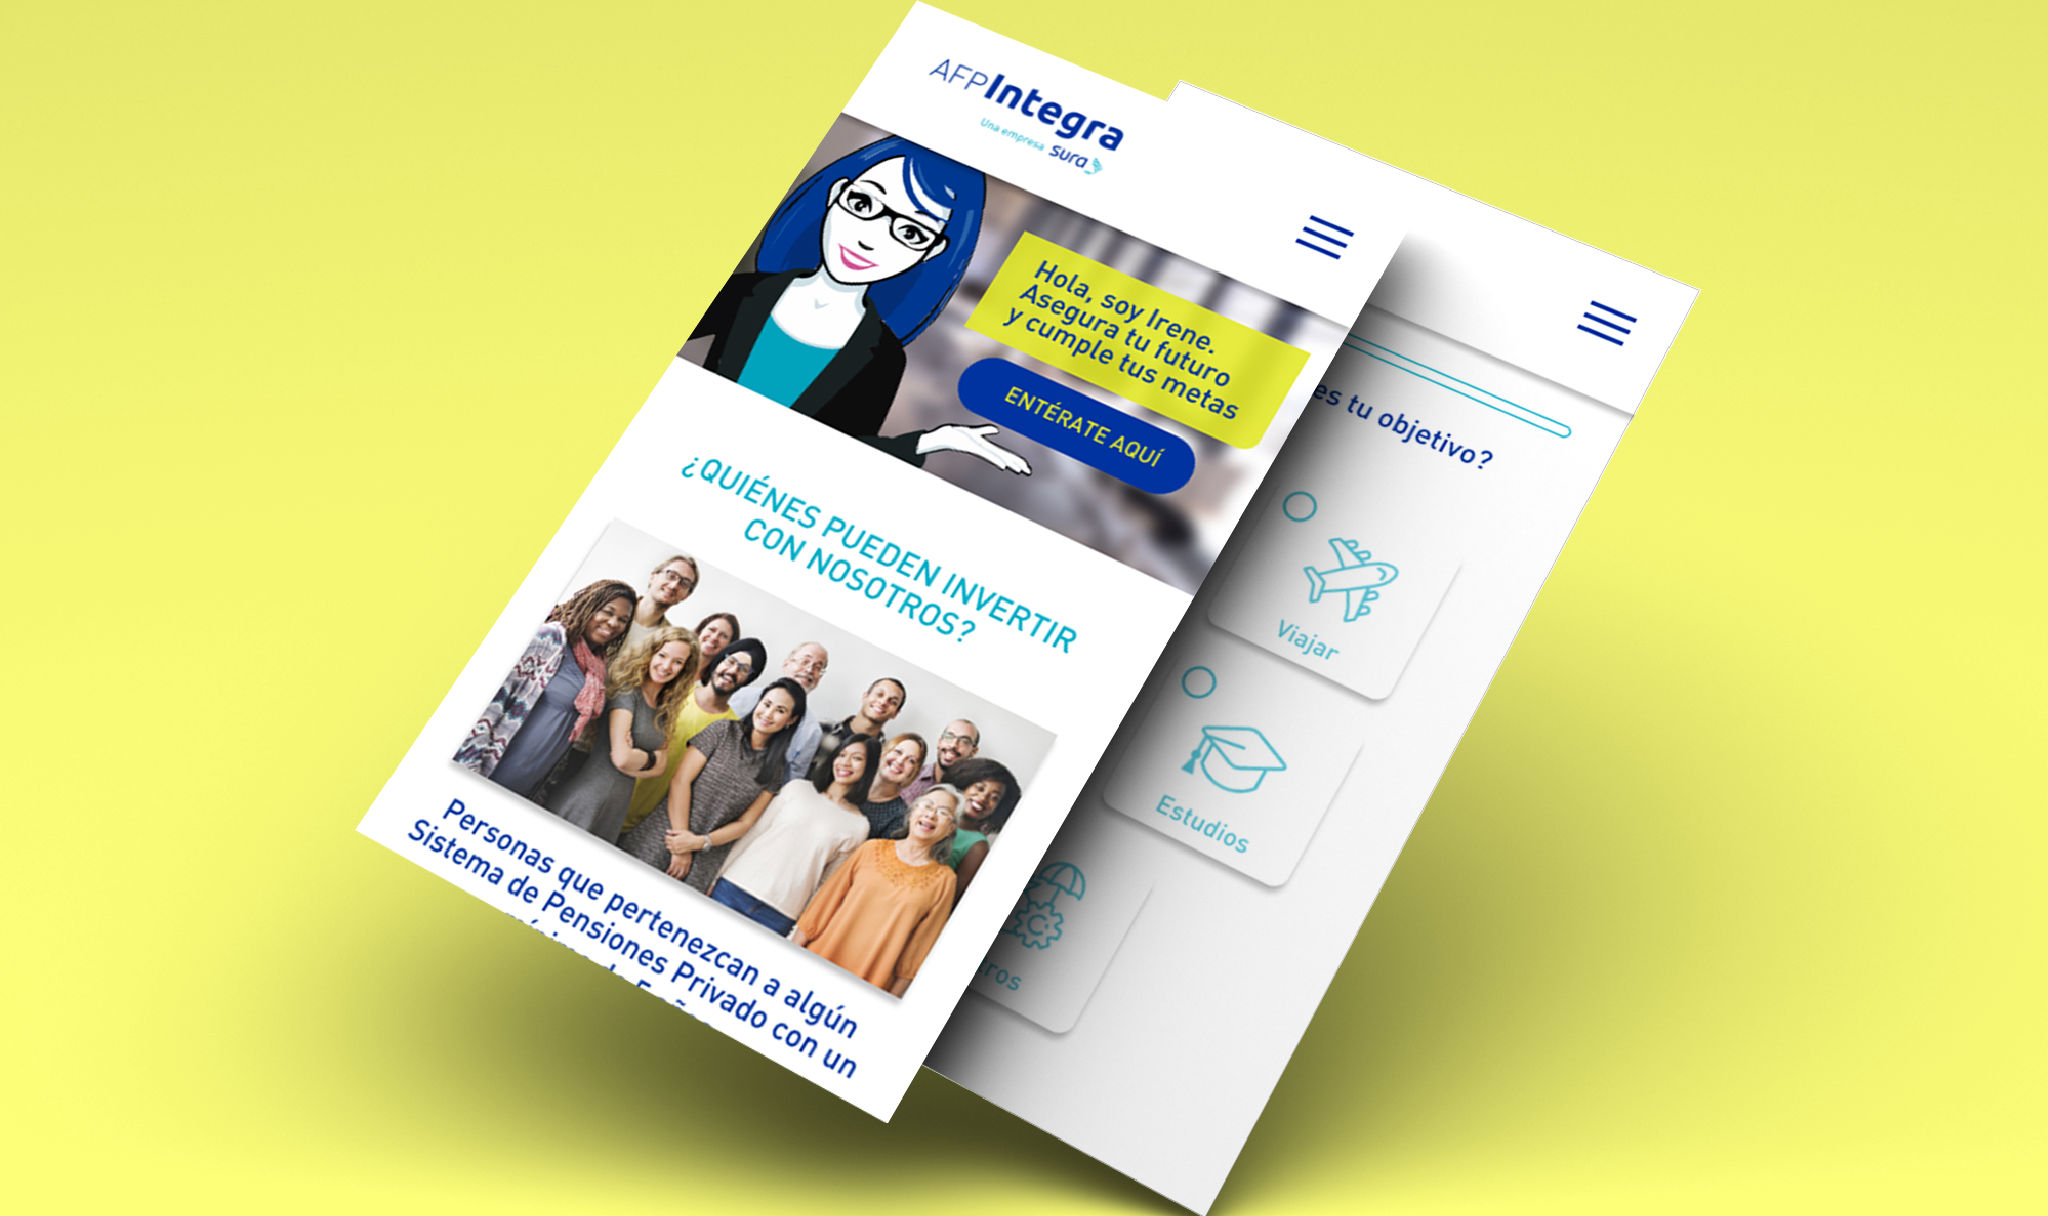 AFP Integra
Una empresa sura
Hola, soy Irene.
Asegura tu futuro
y cumple tus metas
ENTÉRATE AQUÍ
¿QUIÉNES PUEDEN INVERTIR
CON NOSOTROS?
Personas que pertenezcan a algún
Sistema de Pensiones Privado con un
es tu objetivo?
Viajar
Estudios